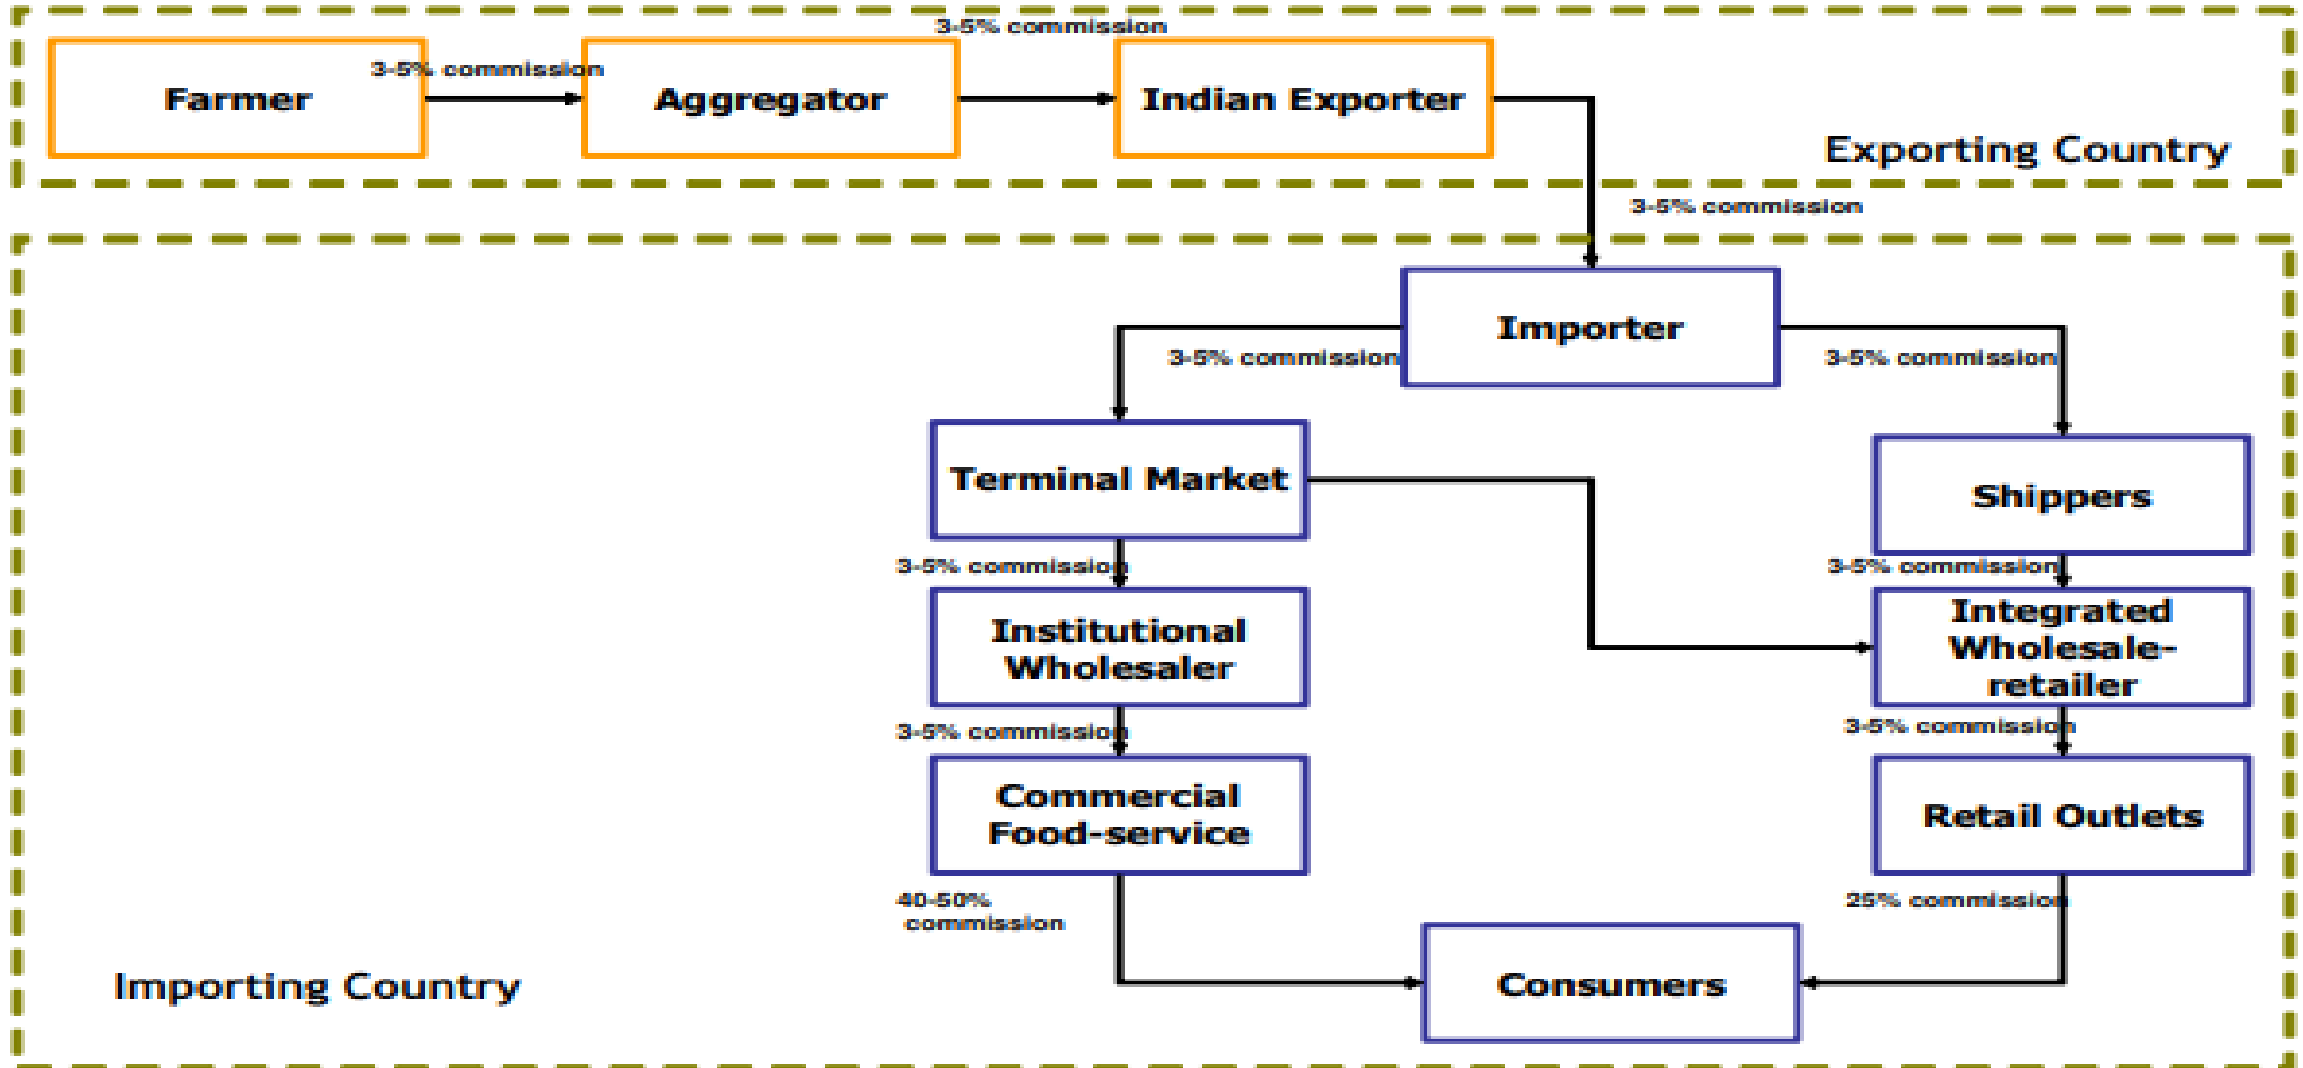 3-5% commission
3-5% commission
Farmer
Aggregator
Indian Exporter
Exporting Country
3-5% commission
Importer
3-5% commission
3-5% commission
Terminal Market
Shippers
3-5% commission
3-5% commission
Institutional
Wholesaler
Integrated
Wholesale-
retailer
3-5% commission
3-5% commission
Commercial
Food-service
Retail Outlets
40-50%
commission
25% commission
Importing Country
Consumers